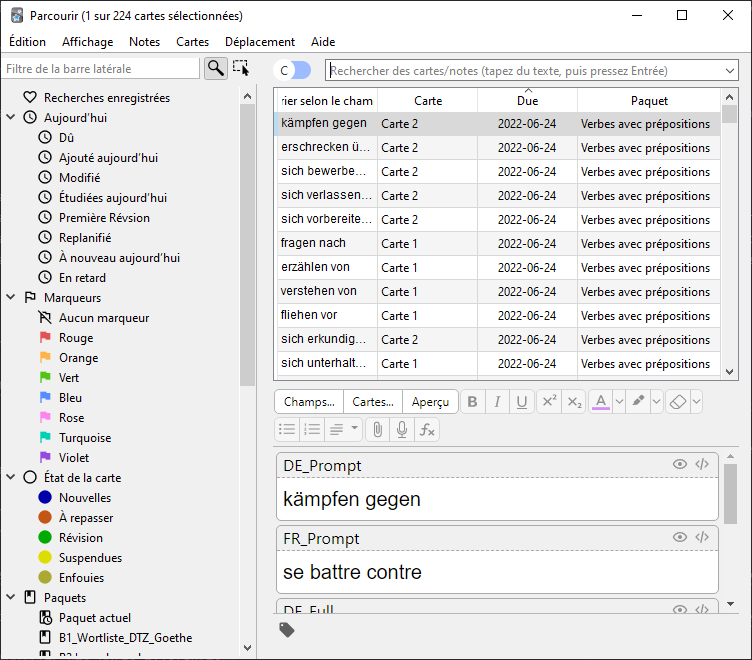 Parcourir (1 sur 224 cartes sélectionnées)
Édition Affichage Notes Cartes Déplacement Aide
Filtre de la barre latérale
C
Rechercher des cartes/notes (tapez du texte, puis pressez Entrée)
Recherches enregistrées
Aujourd'hui
Dû
Ajouté aujourd'hui
Modifié
Étudiées aujourd'hui
Première Révsion
Replanifié
À nouveau aujourd'hui
En retard
Marqueurs
Aucun marqueur
Rouge
Orange
Vert
Bleu
Rose
Turquoise
Violet
État de la carte
Nouvelles
À repasser
Révision
Suspendues
Enfouies
Paquets
Paquet actuel
B1_Wortliste_DTZ_Goethe
rier selon le cham Carte Due Paquet
kämpfen gegen Carte 2 2022-06-24 Verbes avec prépositions
erschrecken ü... Carte 2 2022-06-24 Verbes avec prépositions
sich bewerbe... Carte 2 2022-06-24 Verbes avec prépositions
sich verlassen... Carte 2 2022-06-24 Verbes avec prépositions
sich vorbereite... Carte 2 2022-06-24 Verbes avec prépositions
fragen nach Carte 1 2022-06-24 Verbes avec prépositions
erzählen von Carte 1 2022-06-24 Verbes avec prépositions
verstehen von Carte 1 2022-06-24 Verbes avec prépositions
fliehen vor Carte 1 2022-06-24 Verbes avec prépositions
sich erkundig... Carte 2 2022-06-24 Verbes avec prépositions
sich unterhalt... Carte 1 2022-06-24 Verbes avec prépositions
Champs... Cartes... Aperçu B I U x² x₂ A
fx
DE_Prompt
kämpfen gegen
FR_Prompt
se battre contre
DE_Full